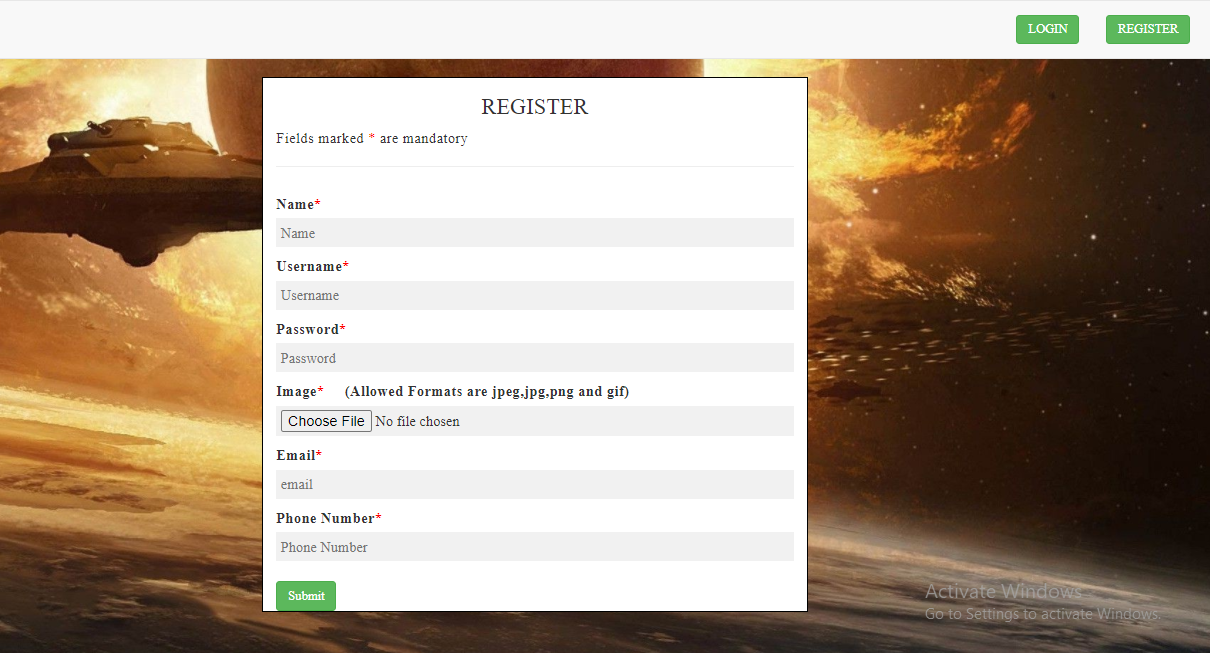 LOGIN REGISTER
REGISTER
Fields marked * are mandatory
Name*
Name
Username*
Username
Password*
Password
Image* (Allowed Formats are jpeg,jpg,png and gif)
Choose File No file chosen
Email*
email
Phone Number*
Phone Number
Submit
Activate Windows
Go to Settings to activate Windows.